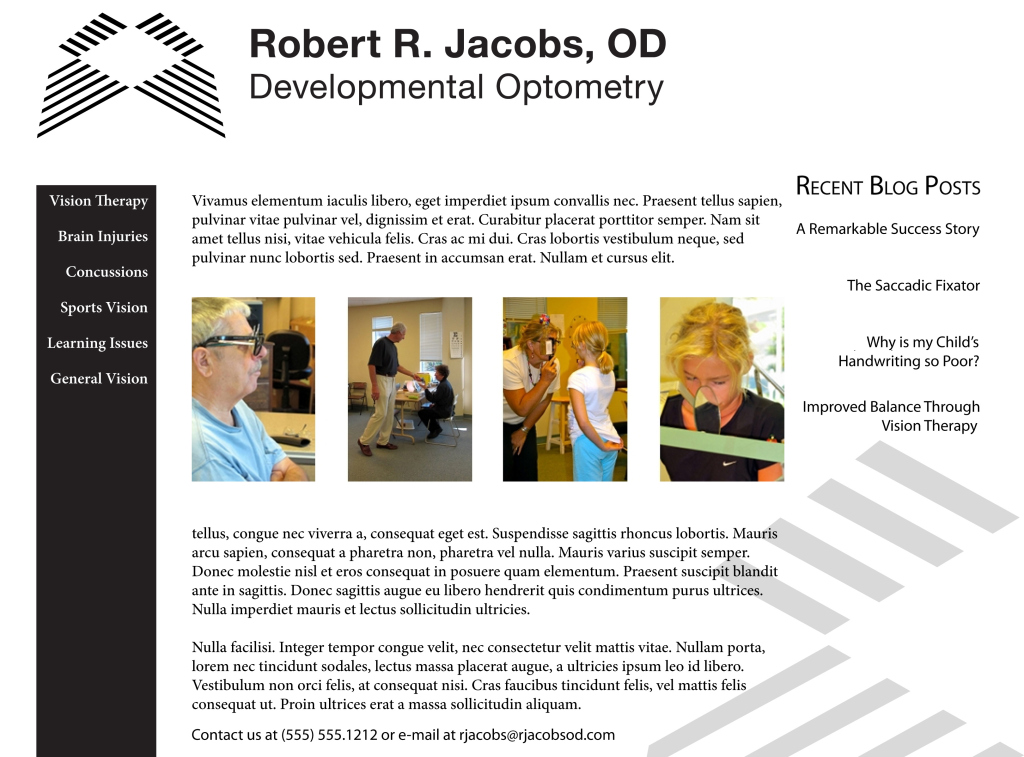 Robert R. Jacobs, OD
Developmental Optometry
Vision Therapy
Brain Injuries
Concussions
Sports Vision
Learning Issues
General Vision
Vivamus elementum iaculis libero, eget imperdiet ipsum convallis nec. Praesent tellus sapien,
pulvinar vitae pulvinar vel, dignissim et erat. Curabitur placerat porttitor semper. Nam sit
amet tellus nisi, vitae vehicula felis. Cras ac mi dui. Cras lobortis vestibulum neque, sed
pulvinar nunc lobortis sed. Praesent in accumsan erat. Nullam et cursus elit.
tellus, congue nec viverra a, consequat eget est. Suspendisse sagittis rhoncus lobortis. Mauris
arcu sapien, consequat a pharetra non, pharetra vel nulla. Mauris varius suscipit semper.
Donec molestie nisl et eros consequat in posuere quam elementum. Praesent suscipit blandit
ante in sagittis. Donec sagittis augue eu libero hendrerit quis condimentum purus ultrices.
Nulla imperdiet mauris et lectus sollicitudin ultricies.
Nulla facilisi. Integer tempor congue velit, nec consectetur velit mattis vitae. Nullam porta,
lorem nec tincidunt sodales, lectus massa placerat augue, a ultricies ipsum leo id libero.
Vestibulum non orci felis, at consequat nisi. Cras faucibus tincidunt felis, vel mattis felis
consequat ut. Proin ultrices erat a massa sollicitudin aliquam.
Contact us at (555) 555.1212 or e-mail at rjacobs@rjacobsod.com
Recent Blog Posts
A Remarkable Success Story
The Saccadic Fixator
Why is my Child's
Handwriting so Poor?
Improved Balance Through
Vision Therapy